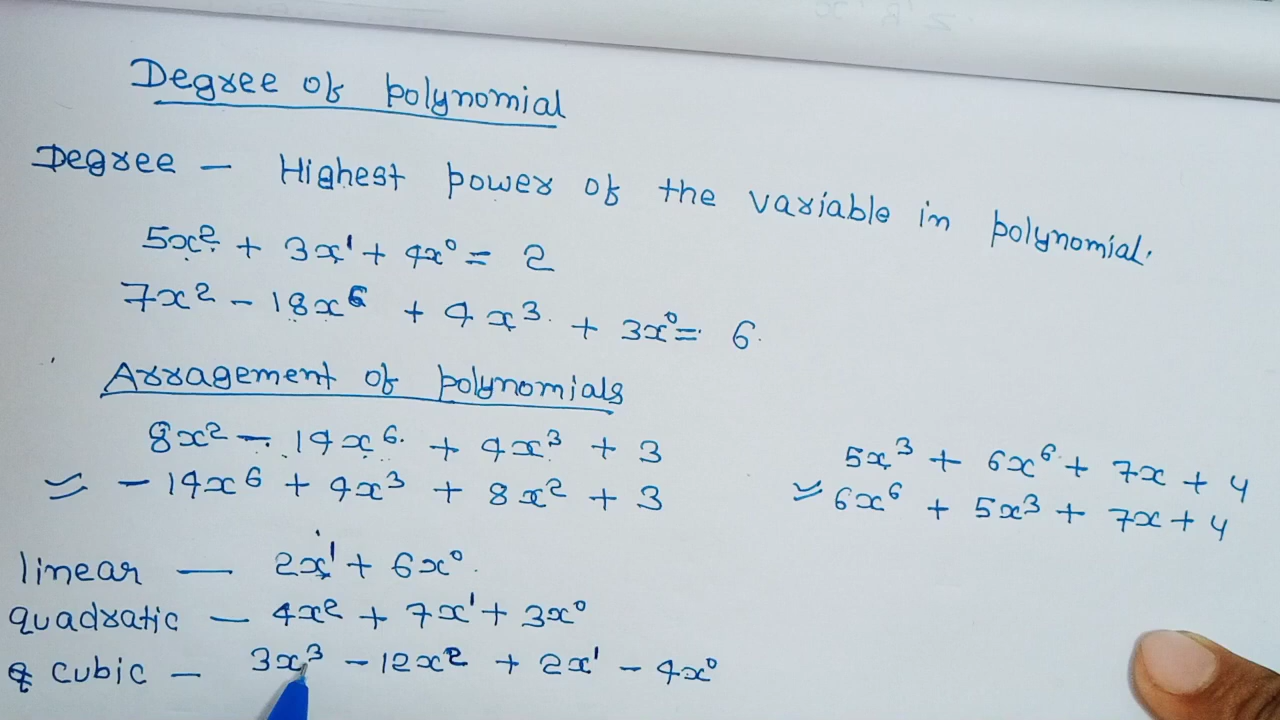 Degree of polynomial
Degree - Highest power of the variable in polynomial.
5x² + 3x¹ + 4x⁰ = 2
7x² - 18x⁶ + 4x³ + 3x⁰ = 6
Arragement of polynomials
8x² - 14x⁶ + 4x³ + 3
≈ - 14x⁶ + 4x³ + 8x² + 3
5x³ + 6x⁶ + 7x + 4
≈ 6x⁶ + 5x³ + 7x + 4
linear - 2x¹ + 6x⁰
quadratic - 4x² + 7x¹ + 3x⁰
cubic - 3x³ - 12x² + 2x¹ - 4x⁰